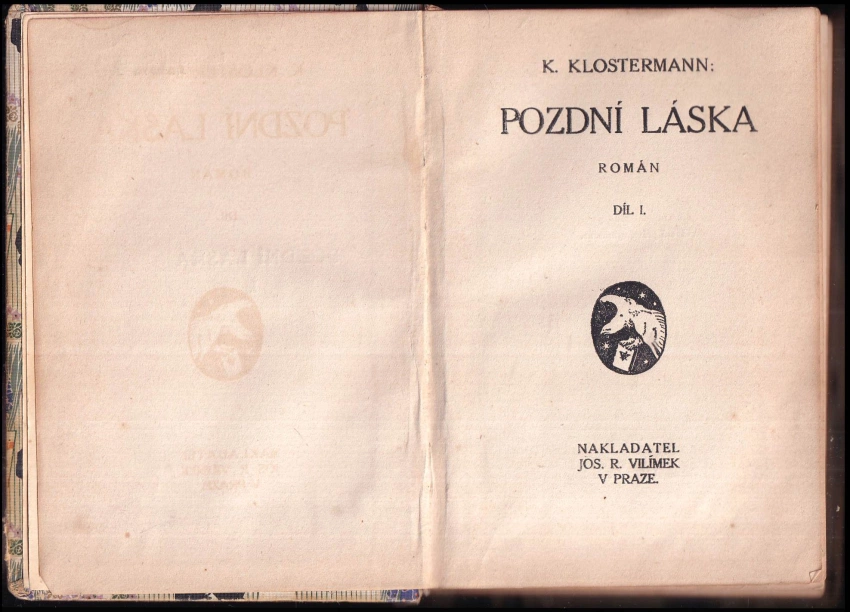 K. KLOSTERMANN:
POZDNÍ LÁSKA
ROMÁN
DÍL I.
NAKLADATEL
JOS. R. VILÍMEK
V PRAZE.